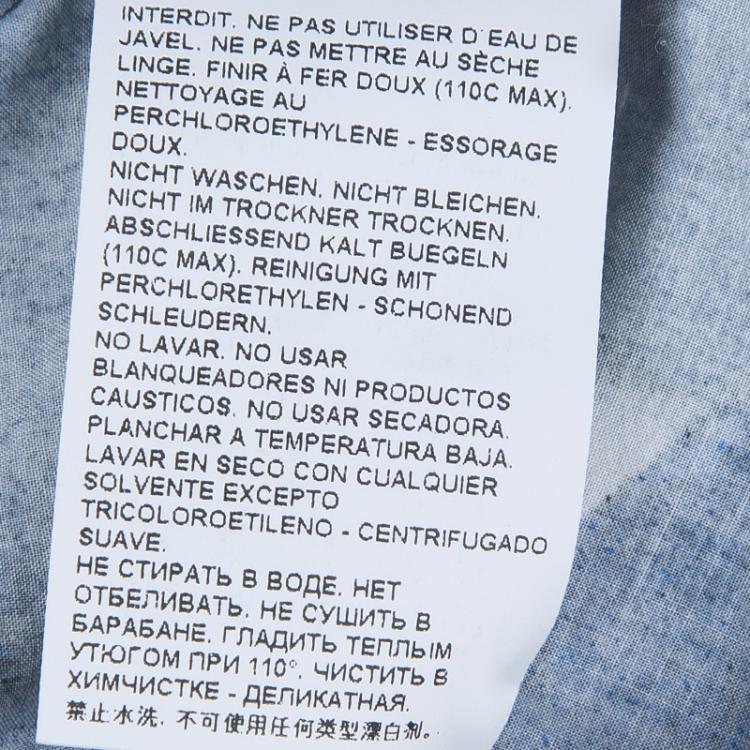 INTERDIT. NE PAS UTILISER D'EAU DE
JAVEL. NE PAS METTRE AU SÈCHE
LINGE. FINIR À FER DOUX (110C MAX).
NETTOYAGE AU
PERCHLOROETHYLENE - ESSORAGE
DOUX.
NICHT WASCHEN. NICHT BLEICHEN.
NICHT IM TROCKNER TROCKNEN.
ABSCHLIESSEND KALT BUEGELN
(110C MAX). REINIGUNG MIT
PERCHLORETHYLEN - SCHONEND
SCHLEUDERN.
NO LAVAR. NO USAR
BLANQUEADORES NI PRODUCTOS
CAUSTICOS. NO USAR SECADORA.
PLANCHAR A TEMPERATURA BAJA.
LAVAR EN SECO CON CUALQUIER
SOLVENTE EXCEPTO
TRICOLOROETILENO - CENTRIFUGADO
SUAVE.
НЕ СТИРАТЬ В ВОДЕ. НЕТ
ОТБЕЛИВАТЬ. НЕ СУШИТЬ В
БАРАБАНЕ. ГЛАДИТЬ ТЕПЛЫМ
УТЮГОМ ПРИ 110°. ЧИСТИТЬ В
ХИМЧИСТКЕ - ДЕЛИКАТНАЯ.
禁止水洗. 不可使用任何类型漂白剂。